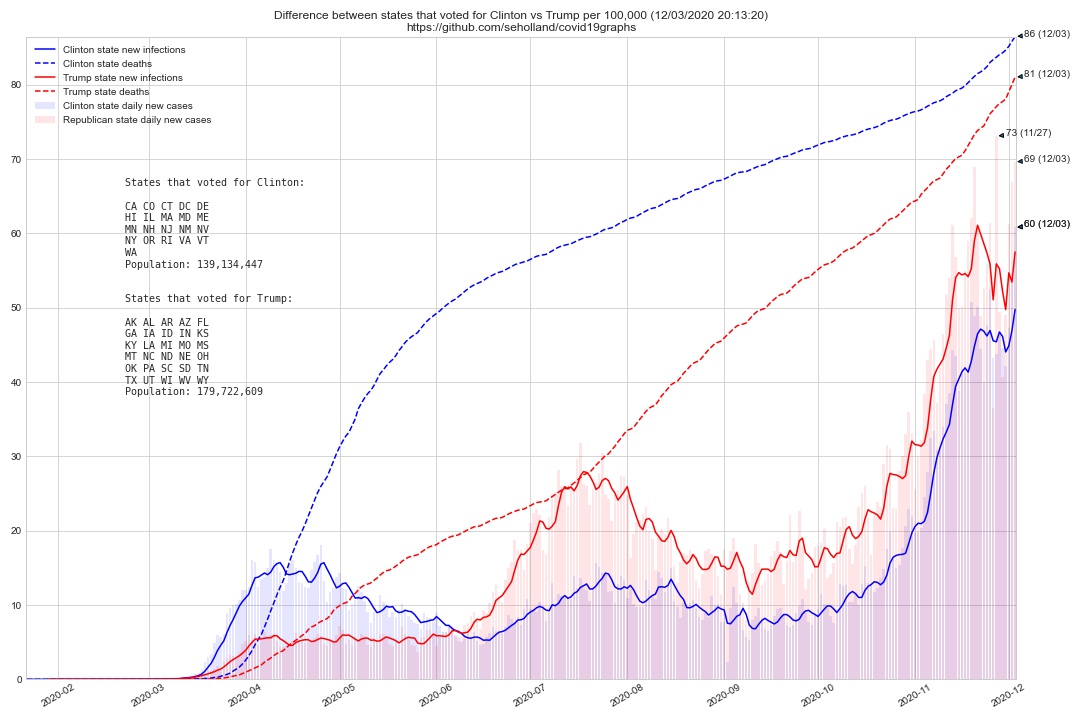 Difference between states that voted for Clinton vs Trump per 100,000 (12/03/2020 20:13:20)
https://github.com/seholland/covid19graphs
Clinton state new infections
Clinton state deaths
Trump state new infections
Trump state deaths
Clinton state daily new cases
Republican state daily new cases
86 (12/03)
81 (12/03)
73 (11/27)
69 (12/03)
60 (12/03)
States that voted for Clinton:
CA CO CT DC DE
HI IL MA MD ME
MN NH NJ NM NV
NY OR RI VA VT
WA
Population: 139,134,447
States that voted for Trump:
AK AL AR AZ FL
GA IA ID IN KS
KY LA MI MO MS
MT NC ND NE OH
OK PA SC SD TN
TX UT WI WV WY
Population: 179,722,609
80
70
60
50
40
30
20
10
0
2020-02
2020-03
2020-04
2020-05
2020-06
2020-07
2020-08
2020-09
2020-10
2020-11
2020-12